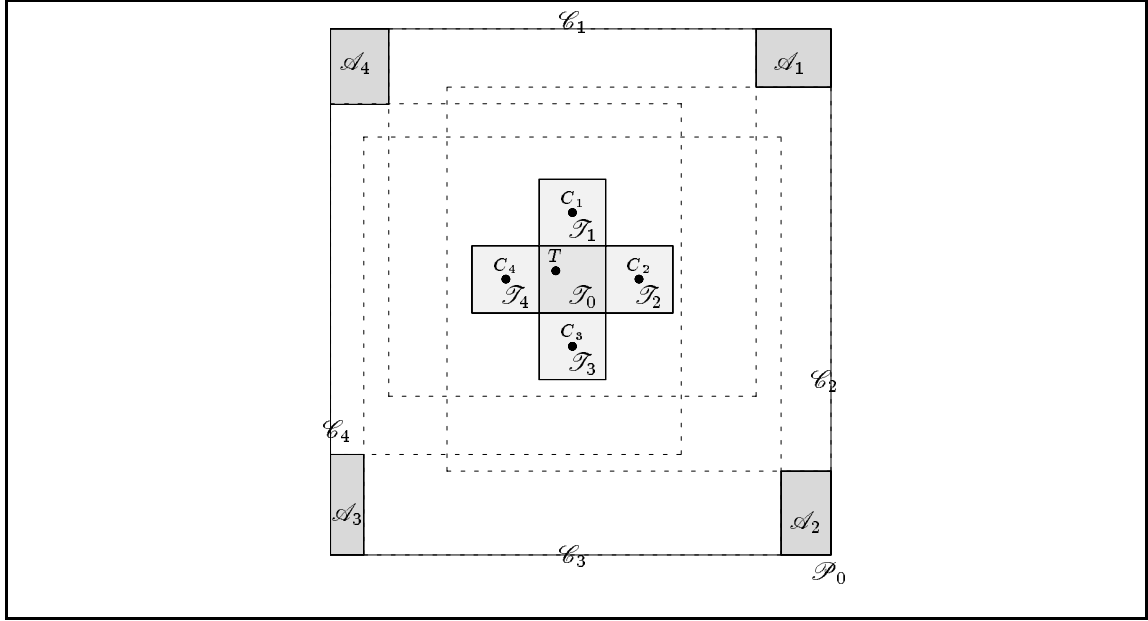 𝒞₁
𝒜₄ 𝒜₁
C₁
𝒯₁
C₄ T C₂
𝒯₄ 𝒯₀ 𝒯₂
C₃
𝒯₃
𝒞₂
𝒞₄
𝒜₃ 𝒜₂
𝒞₃
𝒫₀